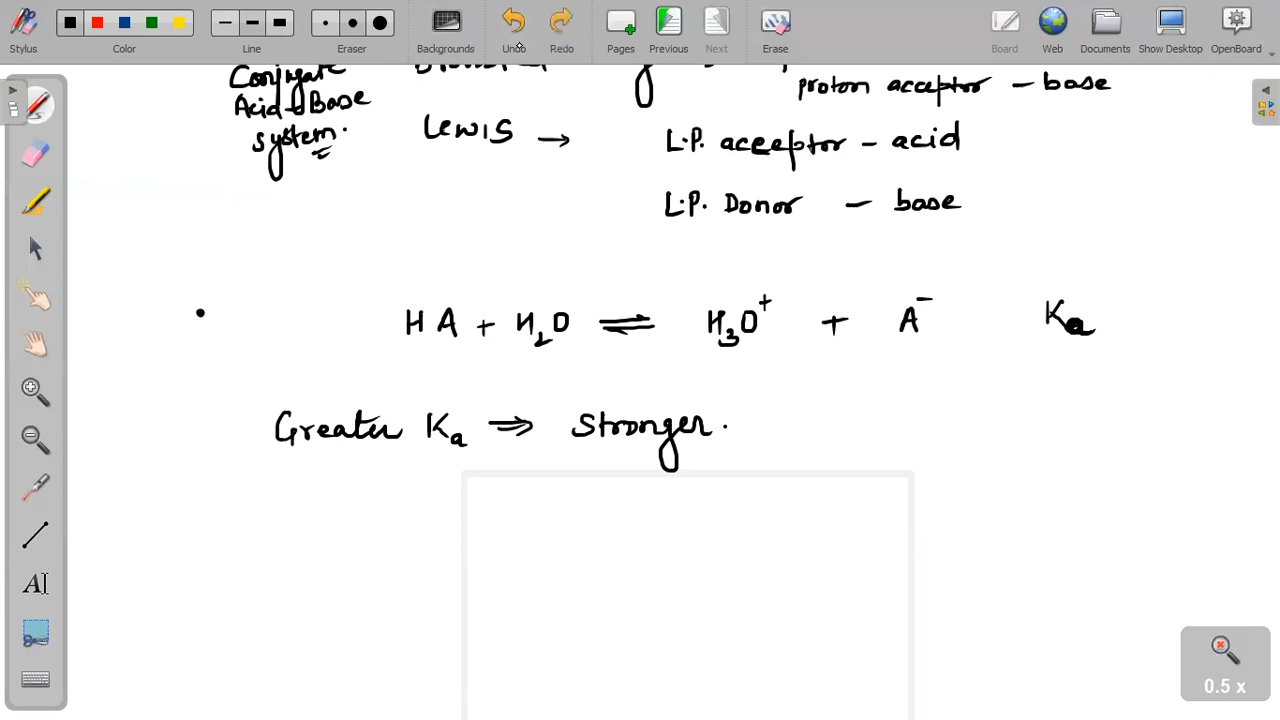 Stylus Color Line Eraser Backgrounds Undo Redo Pages Previous Next Erase Board Web Documents Show Desktop OpenBoard
Conjugate
Acid-Base
system.
proton acceptor - base
Lewis → L.P. acceptor - acid
L.P. Donor - base
• HA + H₂O ⇌ H₃O⁺ + A⁻ Ka
Greater Ka ⇒ Stronger.
0.5 x